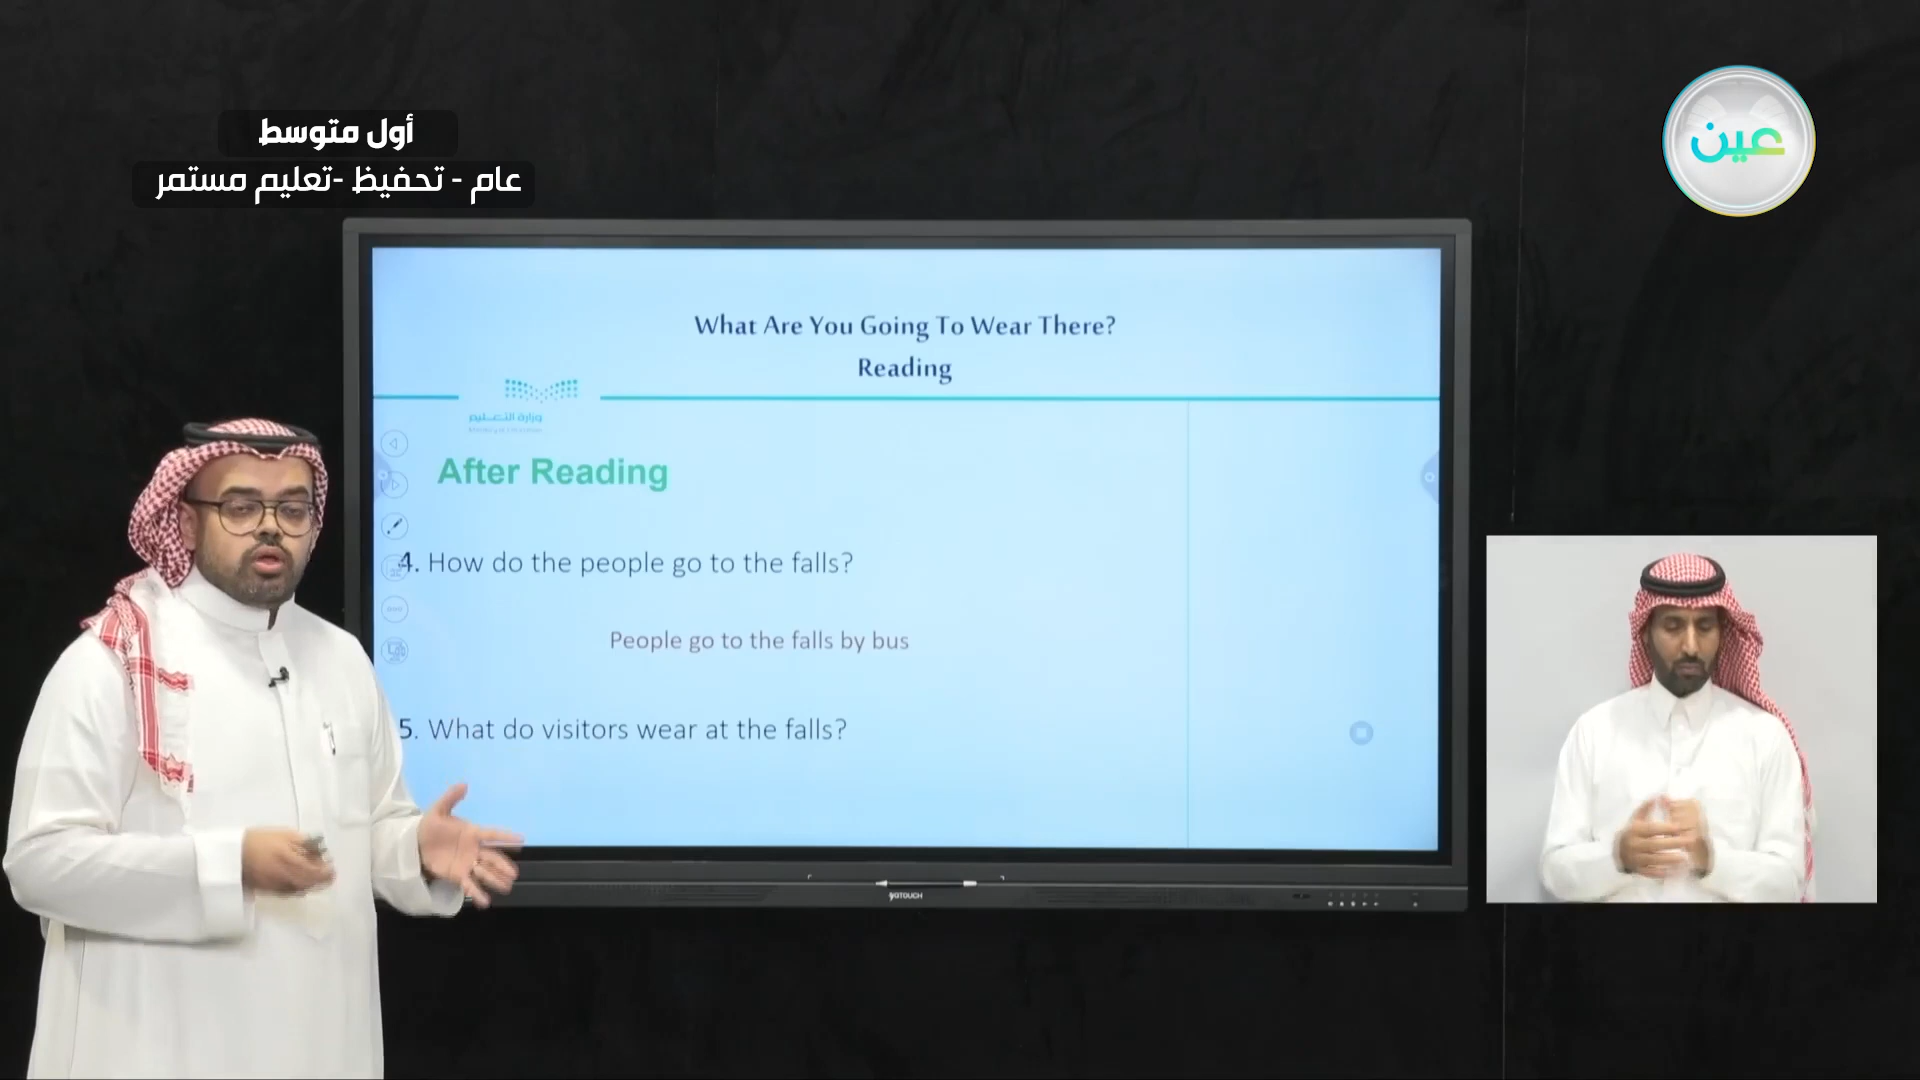 أول متوسط
عام - تحفيظ -تعليم مستمر
عين
What Are You Going To Wear There?
Reading
وزارة التعليم
After Reading
4. How do the people go to the falls?
People go to the falls by bus
5. What do visitors wear at the falls?